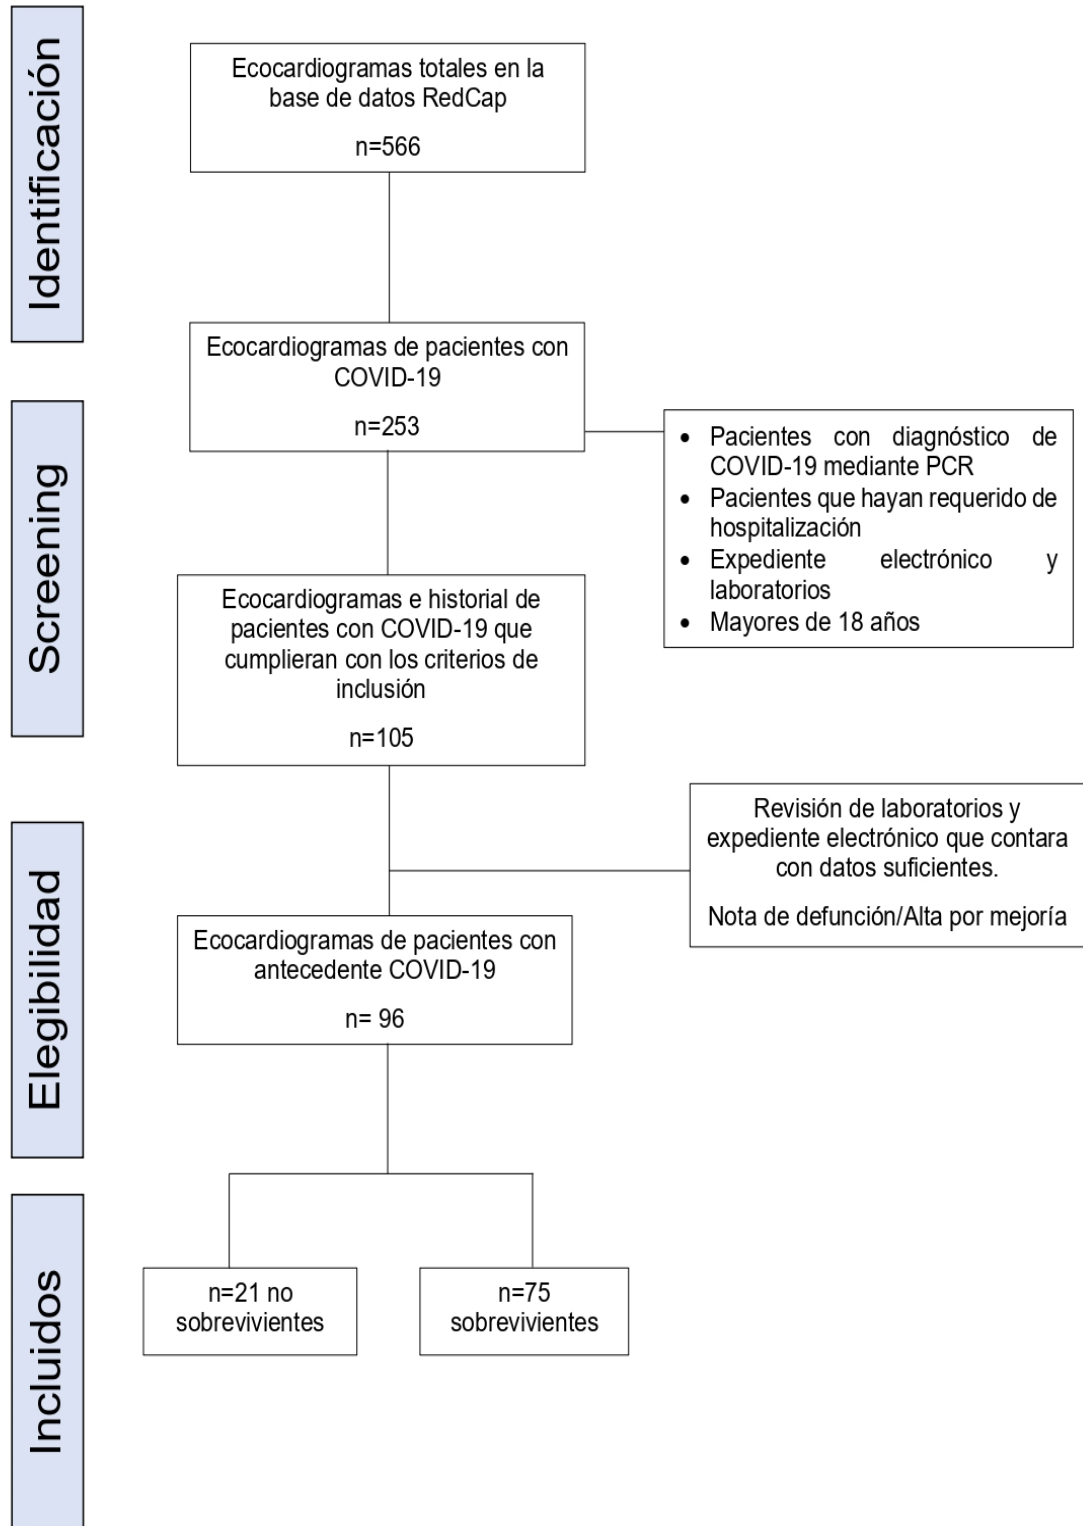 Identificación
Ecocardiogramas totales en la
base de datos RedCap
n=566
Ecocardiogramas de pacientes con
COVID-19
n=253
Screening
• Pacientes con diagnóstico de
COVID-19 mediante PCR
• Pacientes que hayan requerido de
hospitalización
• Expediente electrónico y
laboratorios
• Mayores de 18 años
Ecocardiogramas e historial de
pacientes con COVID-19 que
cumplieran con los criterios de
inclusión
n=105
Revisión de laboratorios y
expediente electrónico que contara
con datos suficientes.
Nota de defunción/Alta por mejoría
Elegibilidad
Ecocardiogramas de pacientes con
antecedente COVID-19
n= 96
Incluidos
n=21 no
sobrevivientes
n=75
sobrevivientes